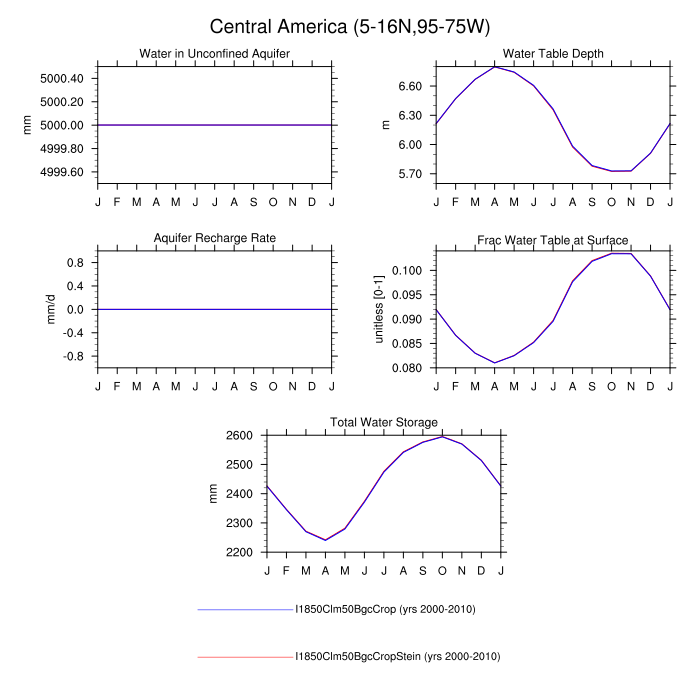 Central America (5-16N,95-75W)
Water in Unconfined Aquifer
5000.40
5000.20
5000.00
4999.80
4999.60
mm
J F M A M J J A S O N D J
Water Table Depth
6.60
6.30
6.00
5.70
m
J F M A M J J A S O N D J
Aquifer Recharge Rate
0.8
0.4
0.0
-0.4
-0.8
mm/d
J F M A M J J A S O N D J
Frac Water Table at Surface
0.100
0.095
0.090
0.085
0.080
unitless [0-1]
J F M A M J J A S O N D J
Total Water Storage
2600
2500
2400
2300
2200
mm
J F M A M J J A S O N D J
I1850Clm50BgcCrop (yrs 2000-2010)
I1850Clm50BgcCropStein (yrs 2000-2010)